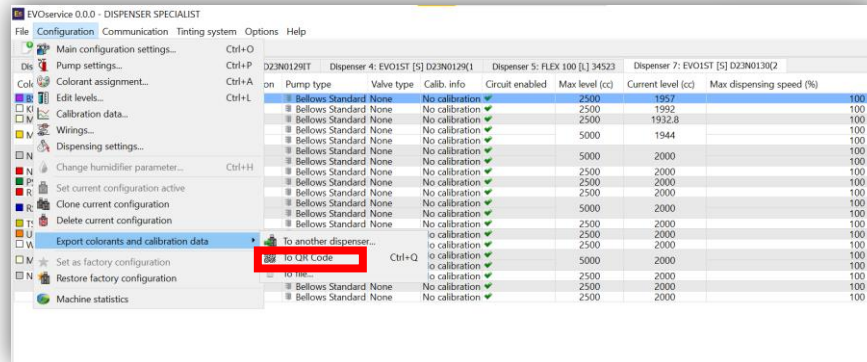 EVOservice 0.0.0 - DISPENSER SPECIALIST
File Configuration Communication Tinting system Options Help
Main configuration settings... Ctrl+O
Pump settings... Ctrl+P
Colorant assignment... Ctrl+A
Edit levels... Ctrl+L
Calibration data...
Wirings...
Dispensing settings...
Change humidifier parameter... Ctrl+H
Set current configuration active
Clone current configuration
Delete current configuration
Export colorants and calibration data
Set as factory configuration
Restore factory configuration
Machine statistics
To another dispenser...
To QR Code Ctrl+Q
To file...
D23N0129IT Dispenser 4: EVO1ST [S] D23N0129(1 Dispenser 5: FLEX 100 [L] 34523 Dispenser 7: EVO1ST [S] D23N0130(2
on Pump type Valve type Calib. info Circuit enabled Max level (cc) Current level (cc) Max dispensing speed (%)
Bellows Standard None No calibration 2500 1957 100
Bellows Standard None No calibration 2500 1992 100
Bellows Standard None No calibration 2500 1932.8 100
Bellows Standard None No calibration 5000 1944 100
Bellows Standard None No calibration 100
Bellows Standard None No calibration 5000 2000 100
Bellows Standard None No calibration 100
Bellows Standard None No calibration 2500 2000 100
Bellows Standard None No calibration 2500 2000 100
Bellows Standard None No calibration 2500 2000 100
Bellows Standard None No calibration 5000 2000 100
Bellows Standard None No calibration 100
Bellows Standard None No calibration 2500 2000 100
o calibration 2500 2000 100
o calibration 2500 2000 100
o calibration 5000 2000 100
o calibration 100
Bellows Standard None No calibration 2500 2000 100
Bellows Standard None No calibration 2500 2000 100